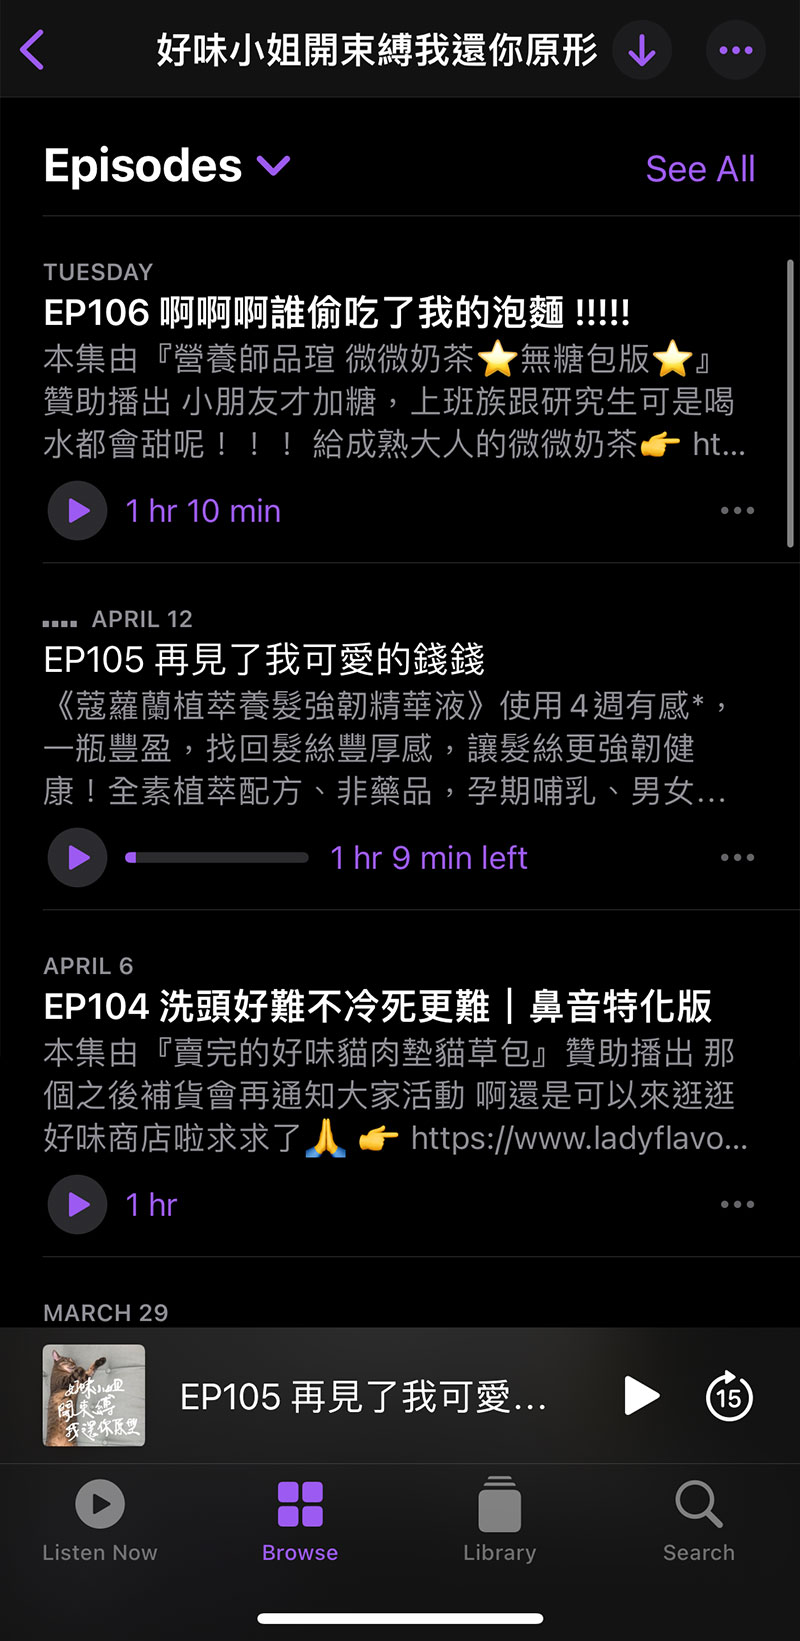 好味小姐開束縛我還你原形
Episodes
See All
TUESDAY
EP106 啊啊啊誰偷吃了我的泡麵 !!!!!
本集由『營養師品瑄 微微奶茶⭐無糖包版⭐』
贊助播出 小朋友才加糖，上班族跟研究生可是喝
水都會甜呢！！！ 給成熟大人的微微奶茶👉 ht...
1 hr 10 min
APRIL 12
EP105 再見了我可愛的錢錢
《蔻蘿蘭植萃養髮強韌精華液》使用４週有感*，
一瓶豐盈，找回髮絲豐厚感，讓髮絲更強韌健
康！全素植萃配方、非藥品，孕期哺乳、男女...
1 hr 9 min left
APRIL 6
EP104 洗頭好難不冷死更難｜鼻音特化版
本集由『賣完的好味貓肉墊貓草包』贊助播出 那
個之後補貨會再通知大家活動 啊還是可以來逛逛
好味商店啦求求了🙏 👉 https://www.ladyflavo...
1 hr
MARCH 29
好味小姐
開束縛
我還你原型
EP105 再見了我可愛...
15
Listen Now
Browse
Library
Search